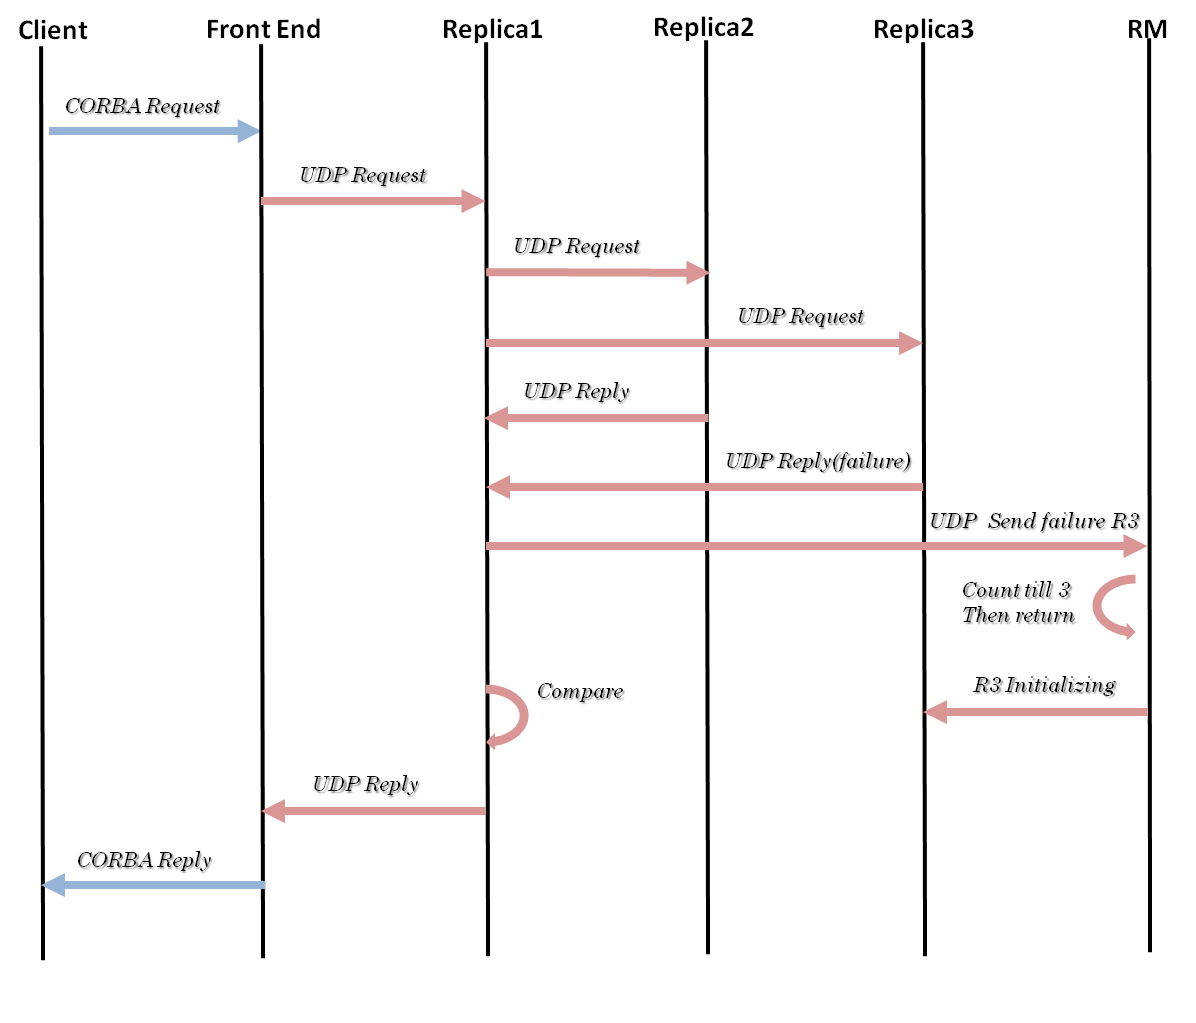 Client
Front End
Replica1
Replica2
Replica3
RM
CORBA Request
UDP Request
UDP Request
UDP Request
UDP Reply
UDP Reply(failure)
UDP Send failure R3
Count till 3
Then return
R3 Initializing
Compare
UDP Reply
CORBA Reply